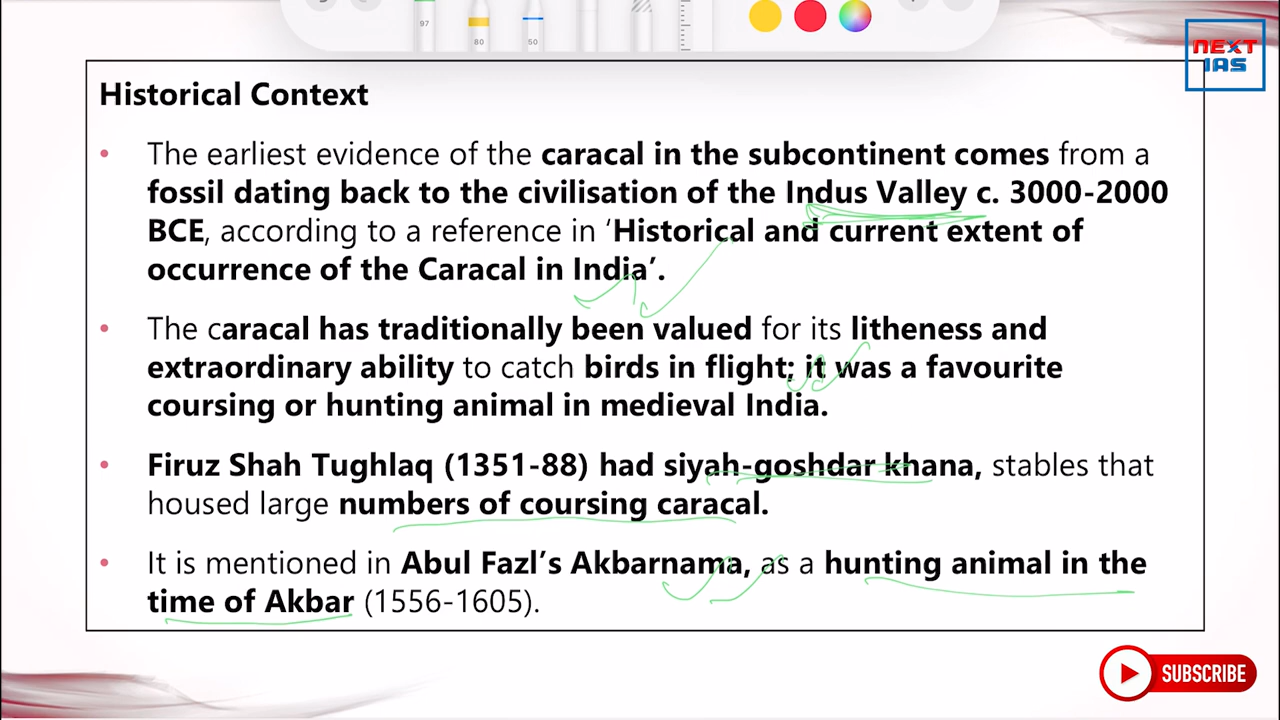 97
80
50
NEXT
IAS
Historical Context
• The earliest evidence of the caracal in the subcontinent comes from a
fossil dating back to the civilisation of the Indus Valley c. 3000-2000
BCE, according to a reference in ‘Historical and current extent of
occurrence of the Caracal in India’.
• The caracal has traditionally been valued for its litheness and
extraordinary ability to catch birds in flight; it was a favourite
coursing or hunting animal in medieval India.
• Firuz Shah Tughlaq (1351-88) had siyah-goshdar khana, stables that
housed large numbers of coursing caracal.
• It is mentioned in Abul Fazl’s Akbarnama, as a hunting animal in the
time of Akbar (1556-1605).
SUBSCRIBE